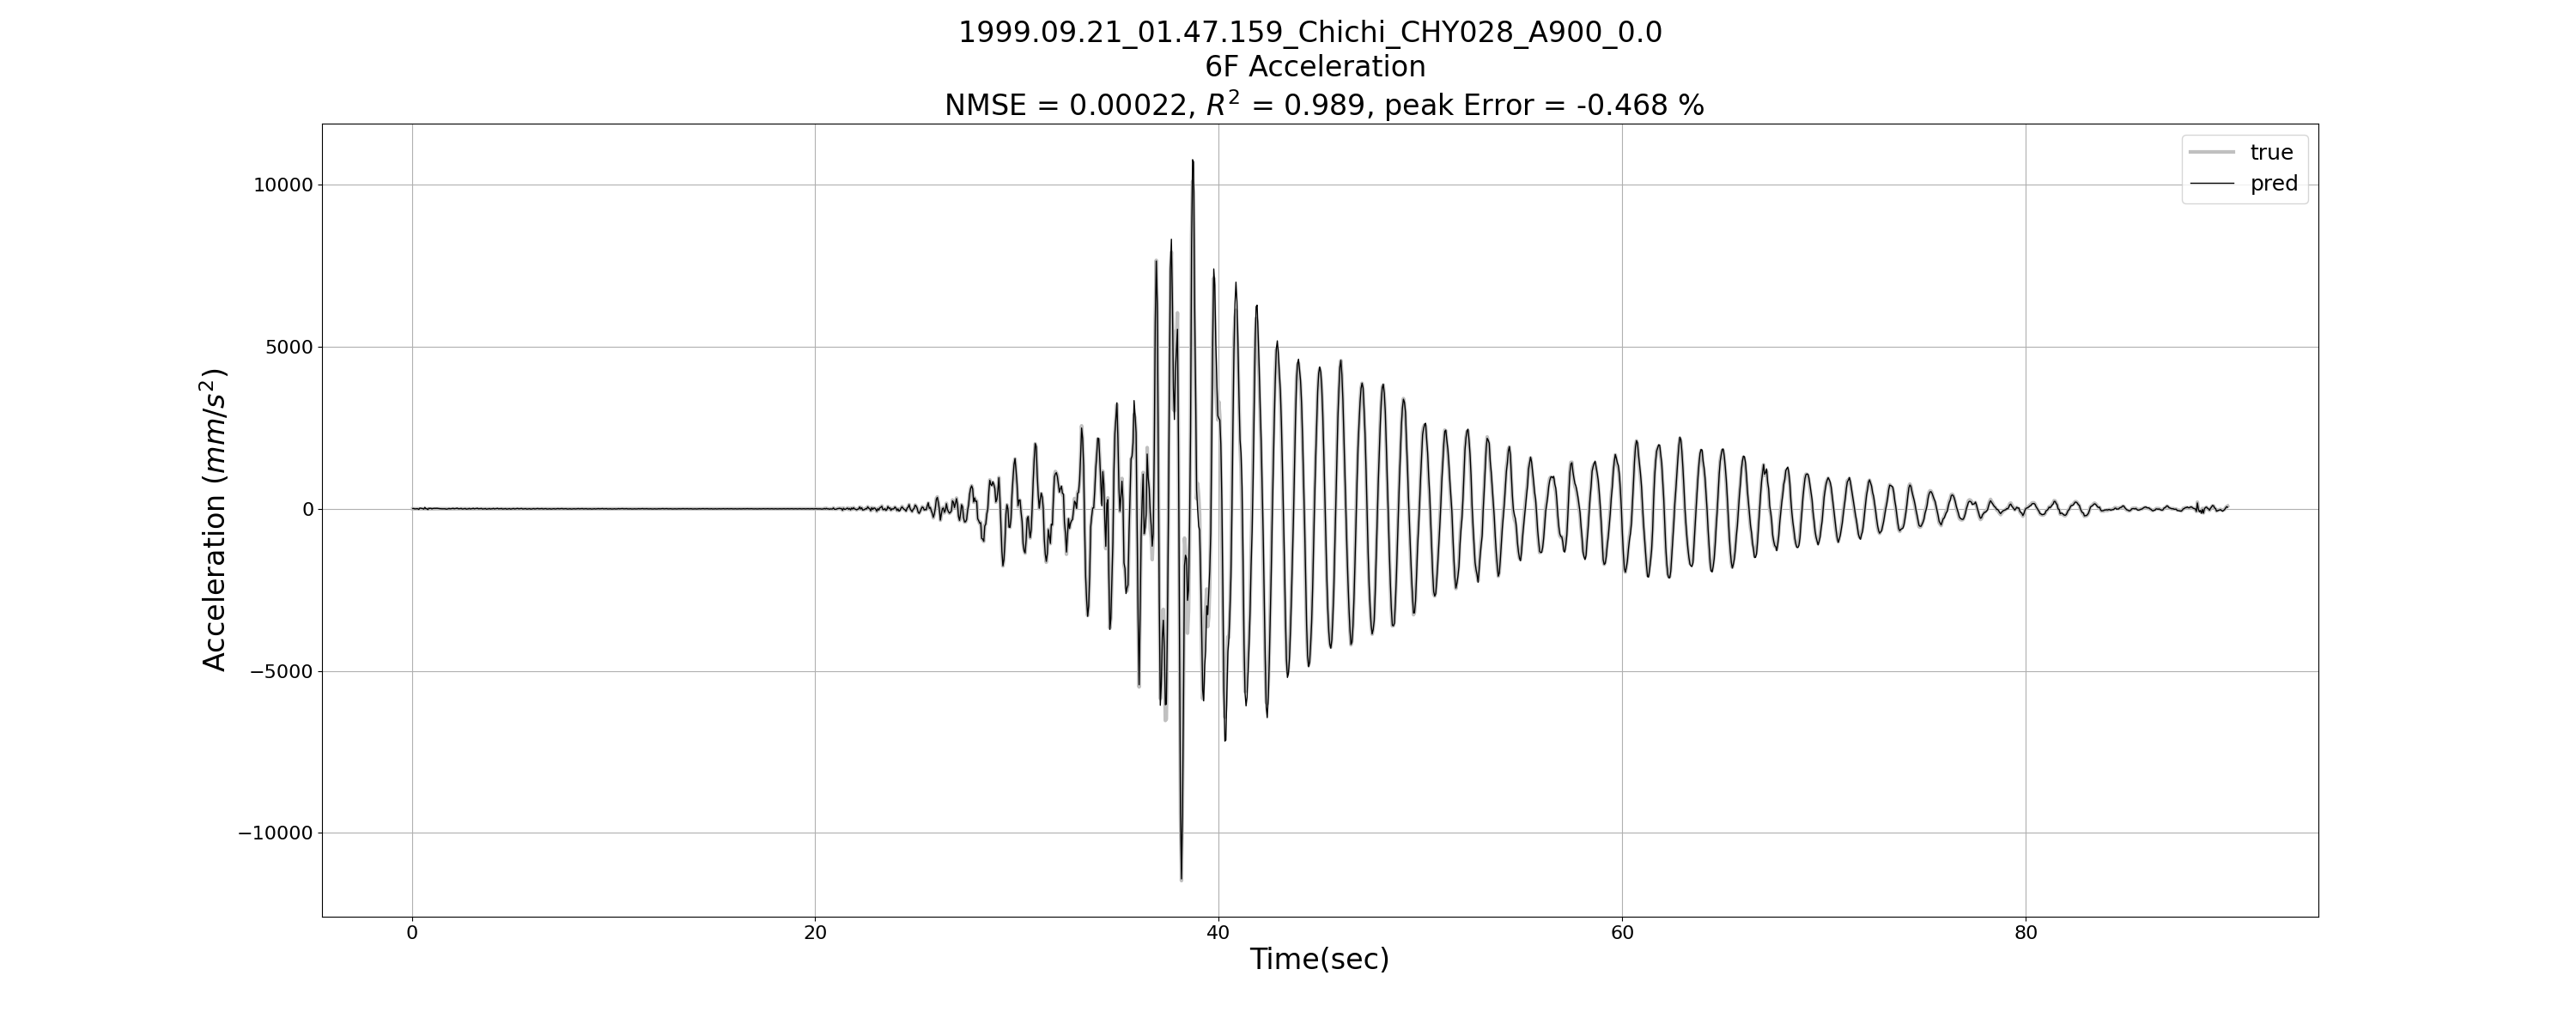 1999.09.21_01.47.159_Chichi_CHY028_A900_0.0
6F Acceleration
NMSE = 0.00022, R² = 0.989, peak Error = -0.468 %
true
pred
10000
5000
0
−5000
−10000
Acceleration (mm/s²)
0
20
40
60
80
Time(sec)